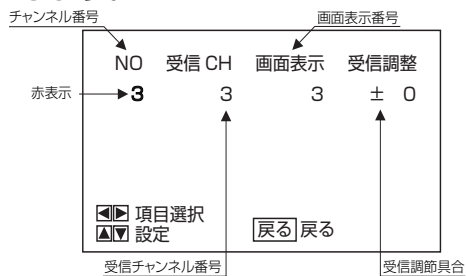 チャンネル番号 画面表示番号
NO 受信 CH 画面表示 受信調整
赤表示 3 3 3 ± 0
◀▶ 項目選択
▲▼ 設定 戻る 戻る
受信チャンネル番号 受信調節具合